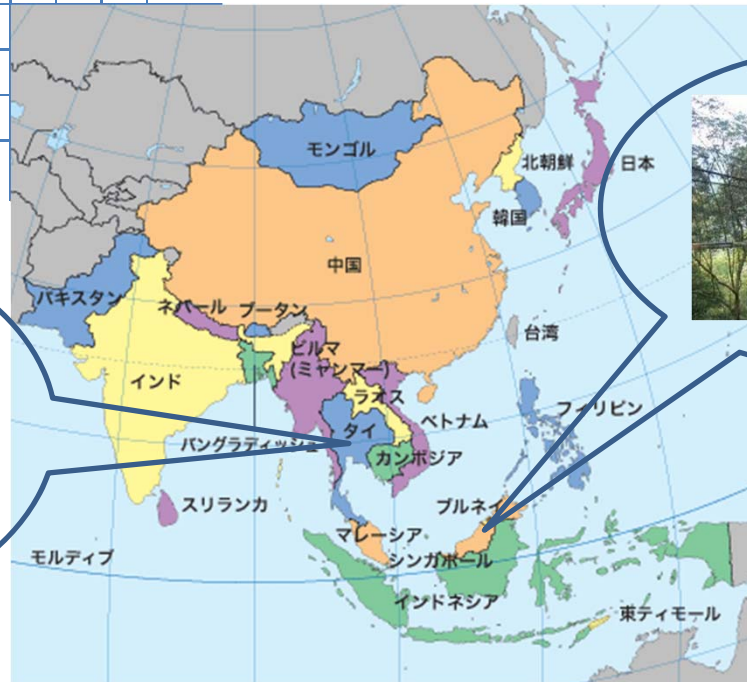 モンゴル
北朝鮮
日本
韓国
中国
パキスタン
ネパール
ブータン
台湾
ビルマ
(ミャンマー)
インド
ラオス
フィリピン
ベトナム
タイ
バングラディッシュ
カンボジア
スリランカ
ブルネイ
マレーシア
シンガポール
モルディブ
インドネシア
東ティモール